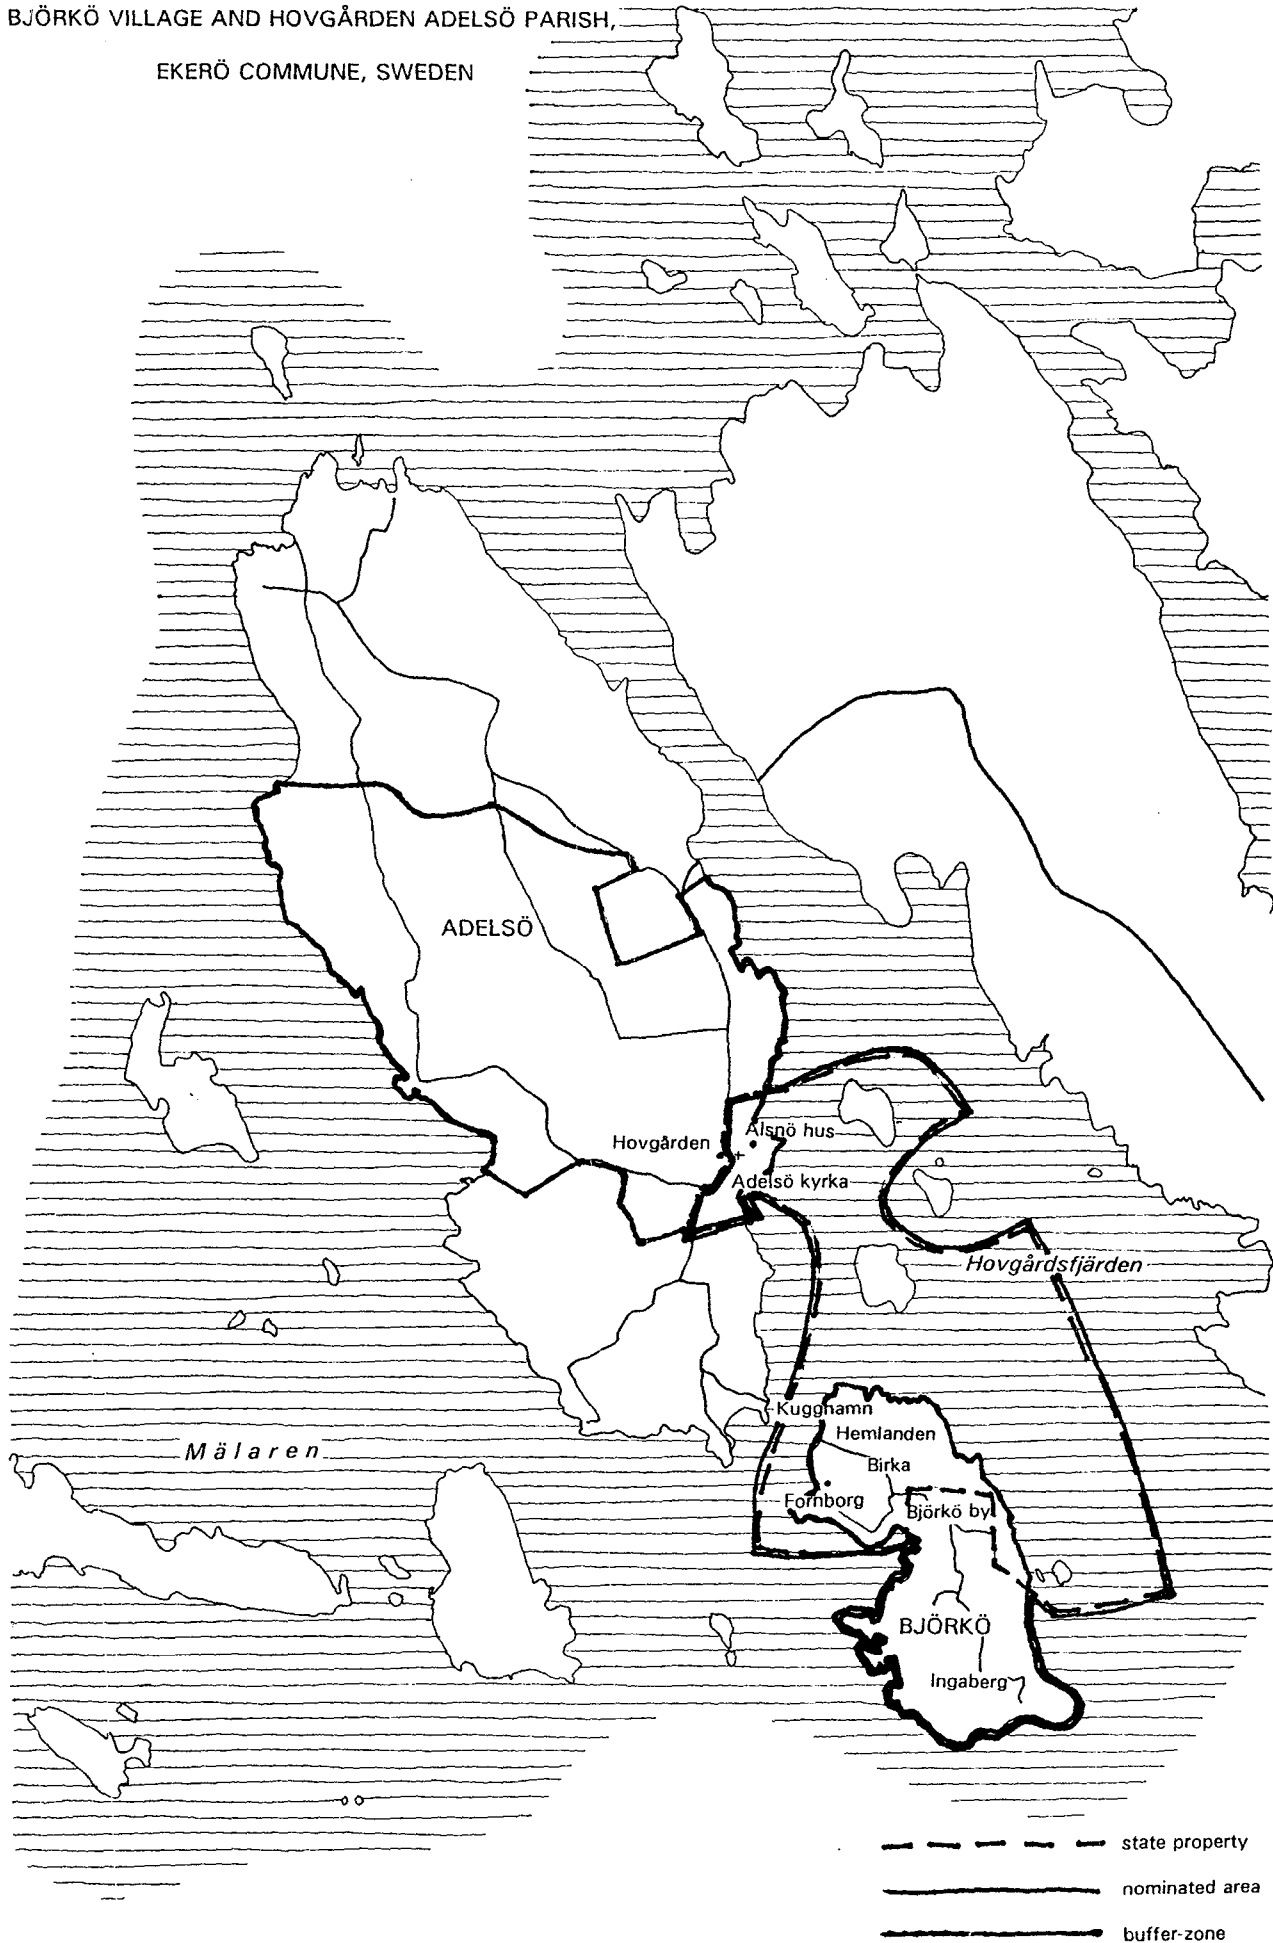 BJÖRKÖ VILLAGE AND HOVGÅRDEN ADELSÖ PARISH,
EKERÖ COMMUNE, SWEDEN
ADELSÖ
Hovgården
Alsnö hus
Adelsö kyrka
Hovgårdsfjärden
Kugghamn
Hemlanden
Mälaren
Birka
Fornborg
Björkö by
BJÖRKÖ
Ingaberg
state property
nominated area
buffer-zone